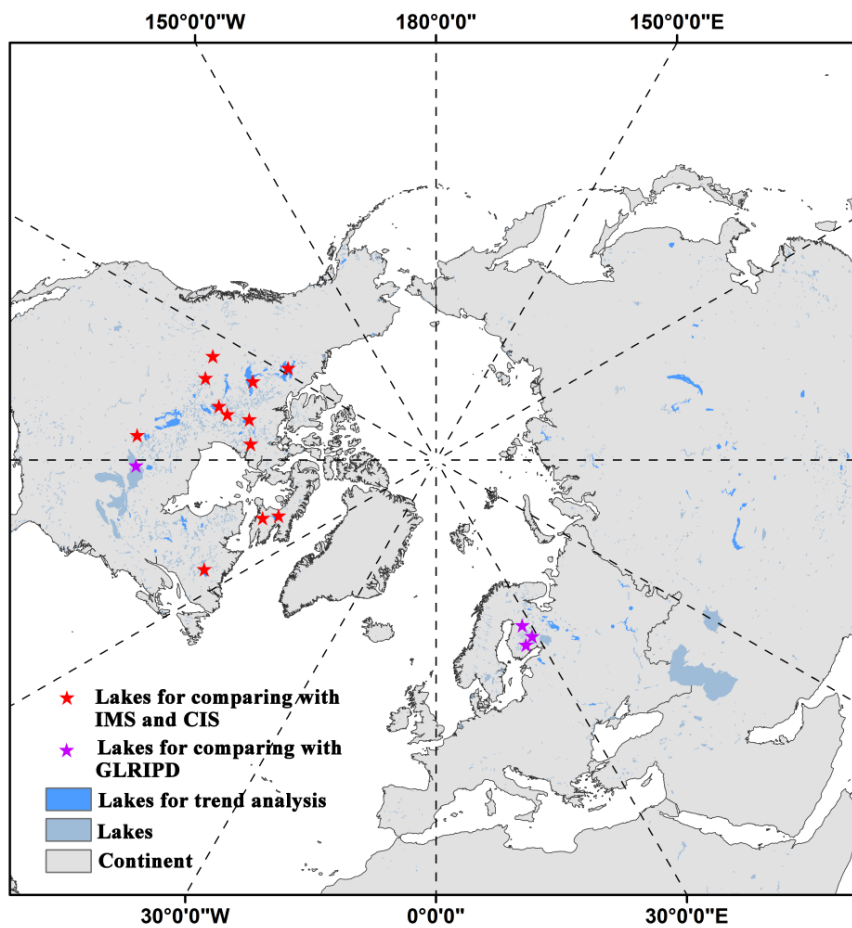 150°0'0"W 180°0'0" 150°0'0"E
Lakes for comparing with
IMS and CIS
Lakes for comparing with
GLRIPD
Lakes for trend analysis
Lakes
Continent
30°0'0"W 0°0'0" 30°0'0"E